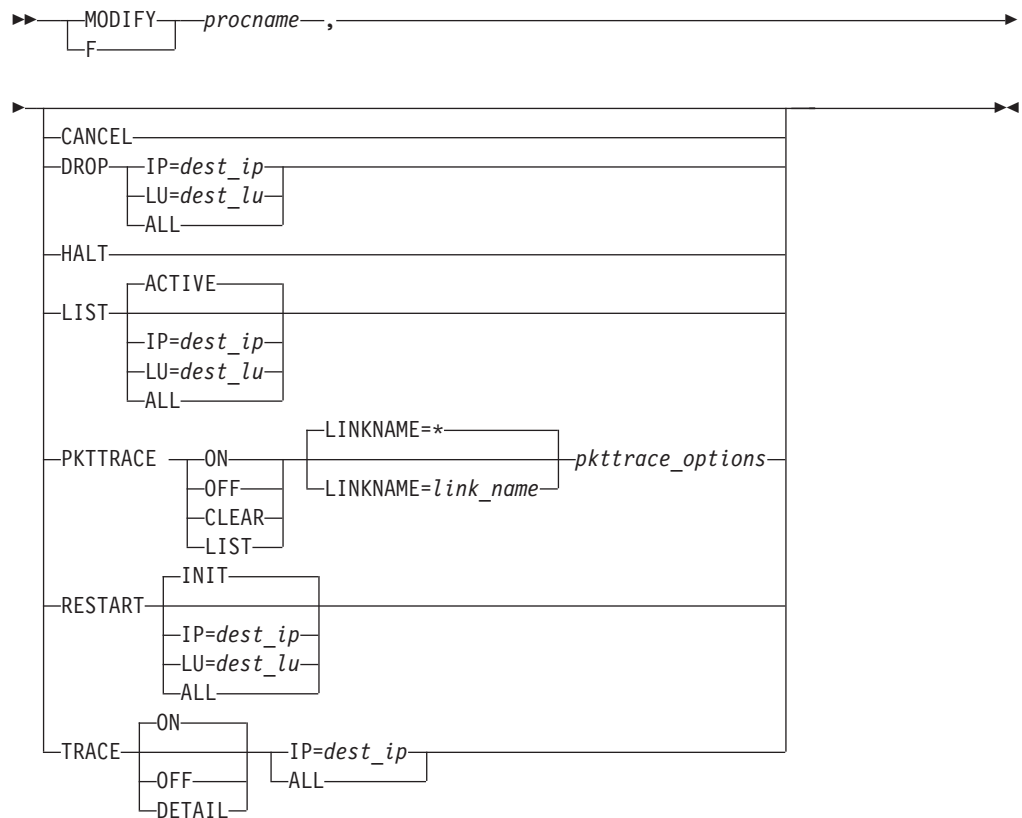 MODIFY procname ,
F
CANCEL
DROP IP=dest_ip
LU=dest_lu
ALL
HALT
ACTIVE
LIST
IP=dest_ip
LU=dest_lu
ALL
LINKNAME=*
PKTTRACE ON pkttrace_options
OFF LINKNAME=link_name
CLEAR
LIST
INIT
RESTART
IP=dest_ip
LU=dest_lu
ALL
ON
TRACE IP=dest_ip
OFF ALL
DETAIL